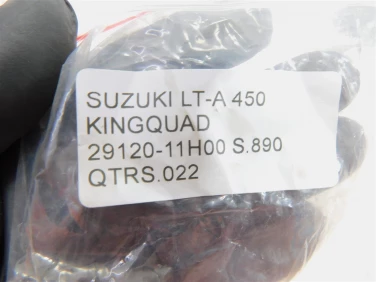 SUZUKI LT-A 450
KINGQUAD
29120-11H00 S.890
QTRS.022